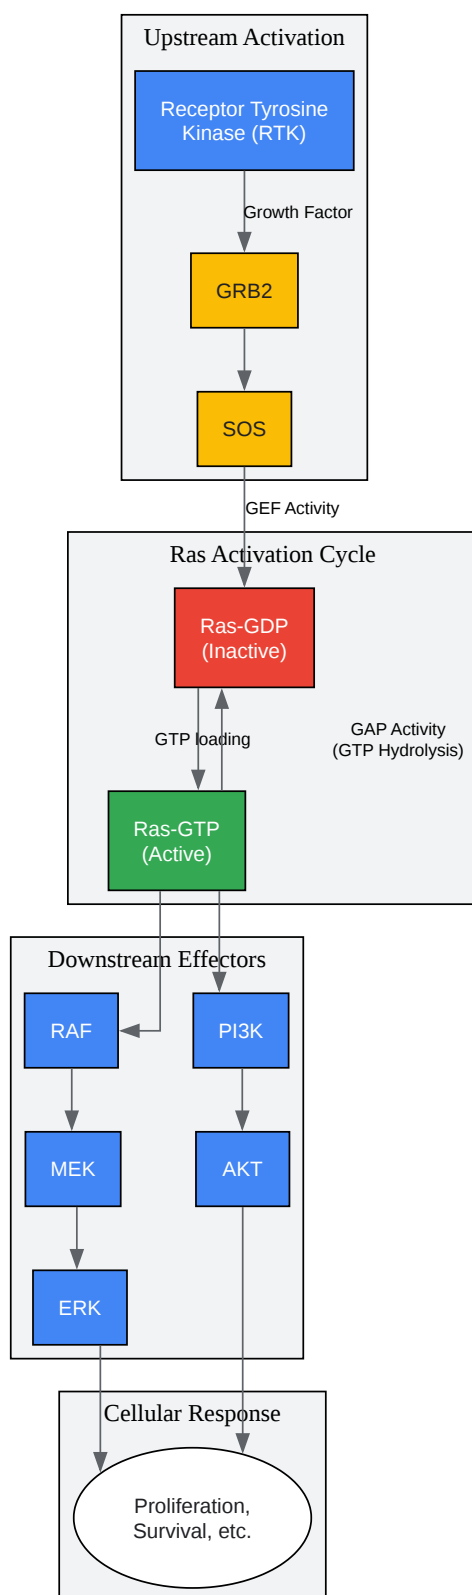 Upstream Activation
Receptor Tyrosine
Kinase (RTK)
Growth Factor
GRB2
SOS
GEF Activity
Ras Activation Cycle
Ras-GDP
(Inactive)
GTP loading
GAP Activity
(GTP Hydrolysis)
Ras-GTP
(Active)
Downstream Effectors
RAF
PI3K
MEK
AKT
ERK
Cellular Response
Proliferation,
Survival, etc.